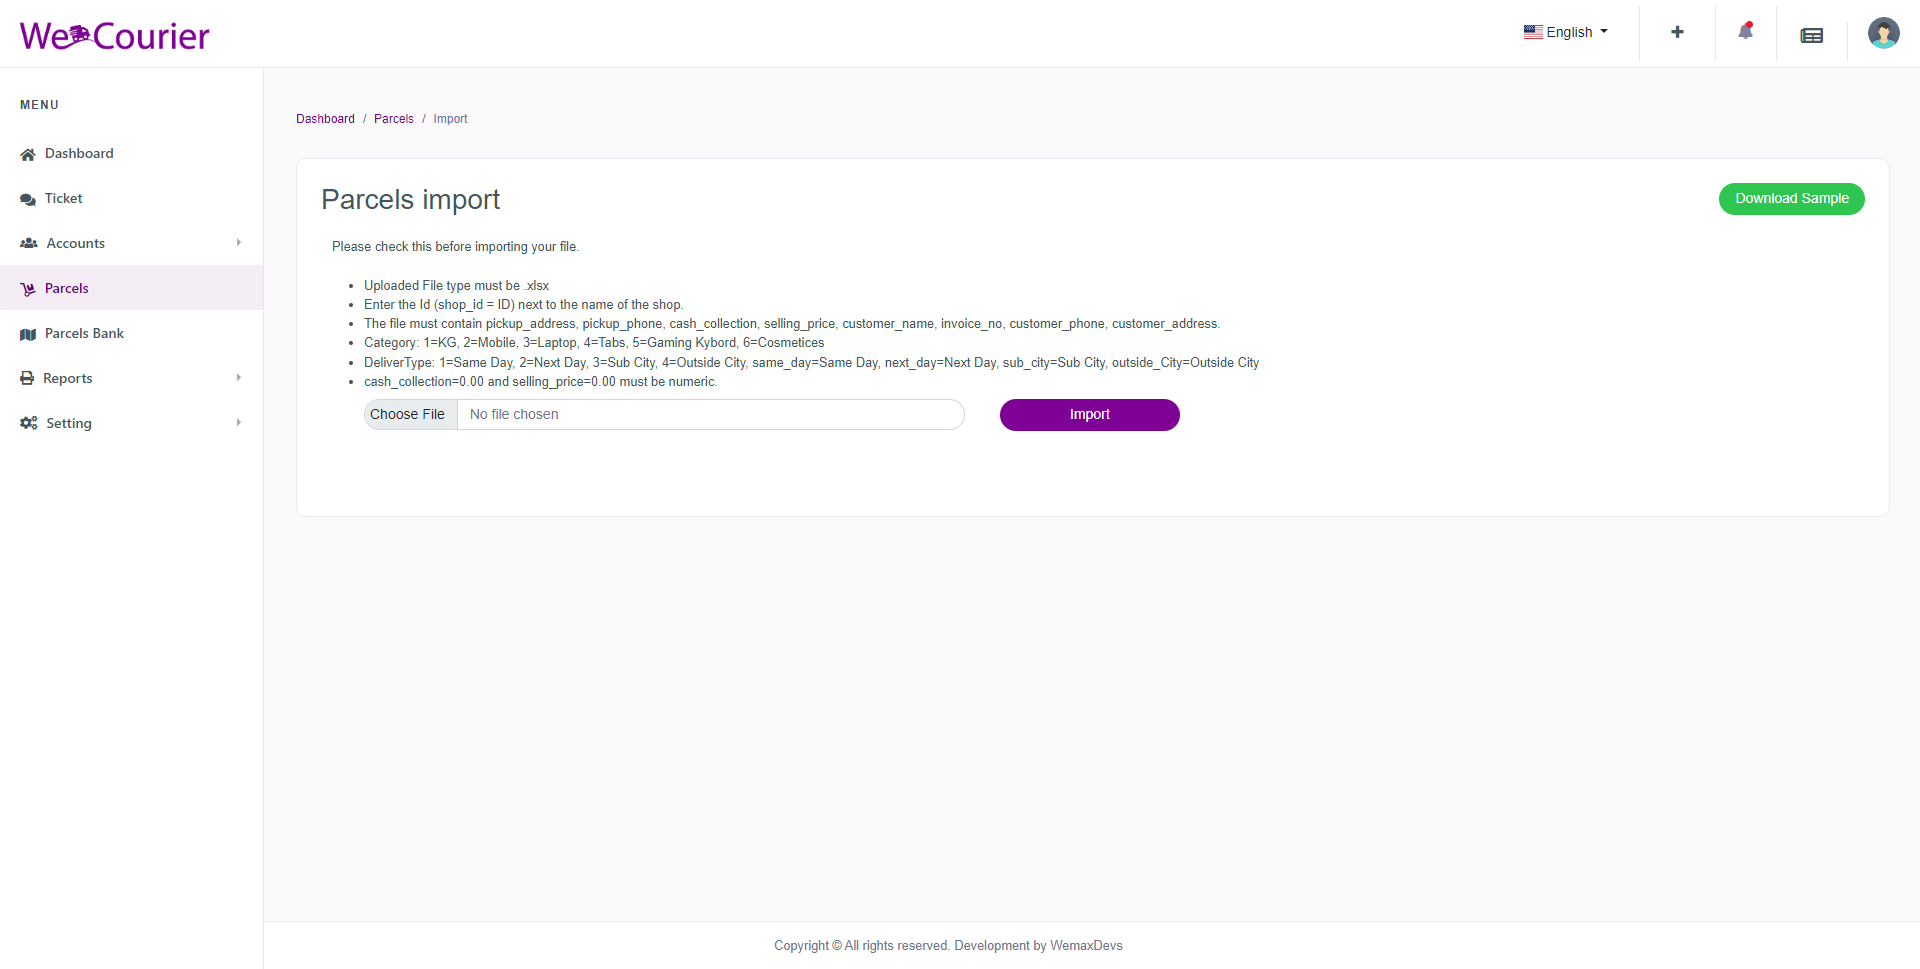 We Courier
English
MENU
Dashboard
Ticket
Accounts
Parcels
Parcels Bank
Reports
Setting
Dashboard / Parcels / Import
Parcels import
Download Sample
Please check this before importing your file.
Uploaded File type must be .xlsx
Enter the Id (shop_id = ID) next to the name of the shop.
The file must contain pickup_address, pickup_phone, cash_collection, selling_price, customer_name, invoice_no, customer_phone, customer_address.
Category: 1=KG, 2=Mobile, 3=Laptop, 4=Tabs, 5=Gaming Kybord, 6=Cosmetices
DeliverType: 1=Same Day, 2=Next Day, 3=Sub City, 4=Outside City, same_day=Same Day, next_day=Next Day, sub_city=Sub City, outside_City=Outside City
cash_collection=0.00 and selling_price=0.00 must be numeric.
Choose File No file chosen
Import
Copyright © All rights reserved. Development by WemaxDevs